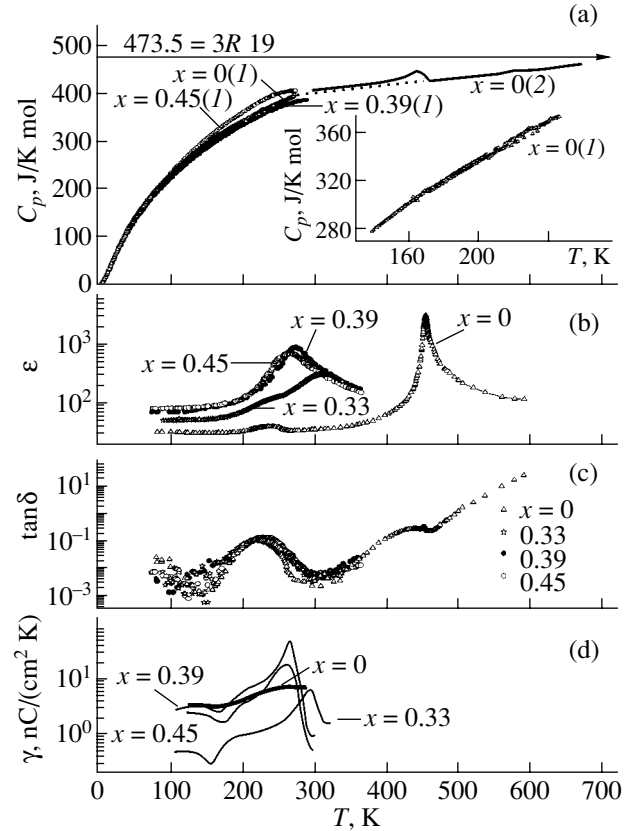 (a)
500
473.5 = 3R 19
x = 0(1)
400
x = 0.45(1)
x = 0.39(1)
x = 0(2)
300
200
100
0
Cp, J/K mol
360
320
280
Cp, J/K mol
x = 0(1)
160
200
T, K
(b)
10^3
10^2
ε
x = 0.39
x = 0.45
x = 0.33
x = 0
(c)
10^1
10^-1
10^-3
tanδ
x = 0
0.33
0.39
0.45
(d)
10^1
10^0
γ, nC/(cm^2 K)
x = 0.39
x = 0
x = 0.45
x = 0.33
0 100 200 300 400 500 600 700
T, K